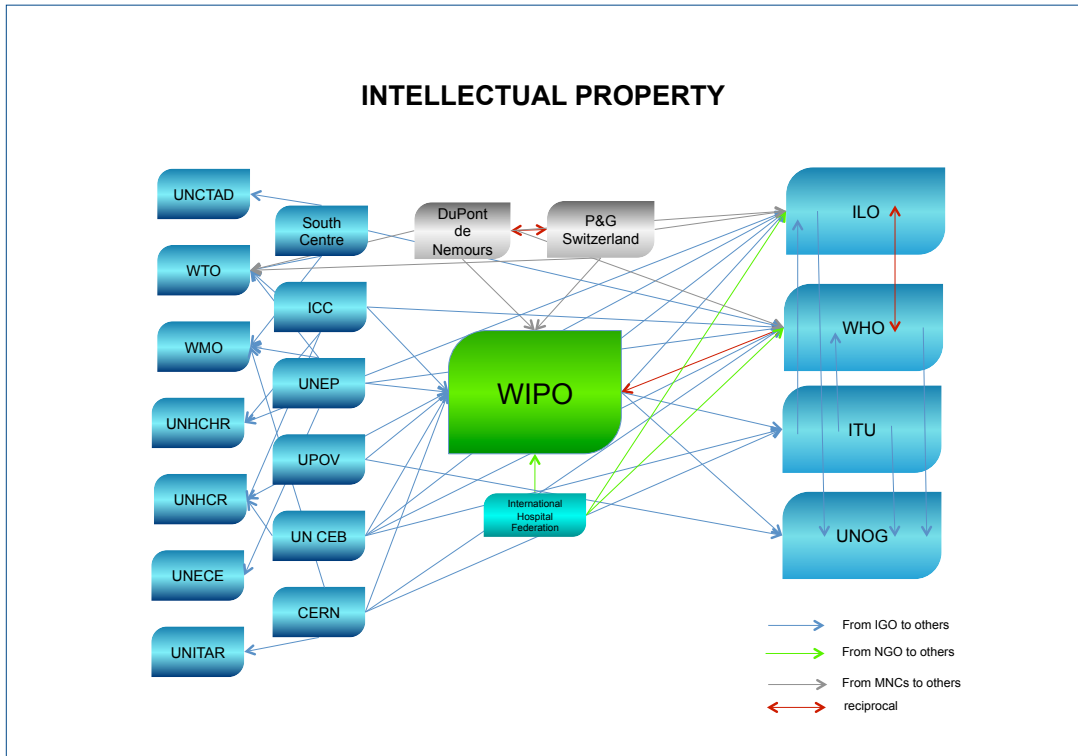 INTELLECTUAL PROPERTY
UNCTAD
WTO
WMO
UNHCHR
UNHCR
UNECE
UNITAR
South
Centre
ICC
UNEP
UPOV
UN CEB
CERN
DuPont
de
Nemours
P&G
Switzerland
WIPO
International
Hospital
Federation
ILO
WHO
ITU
UNOG
From IGO to others
From NGO to others
From MNCs to others
reciprocal